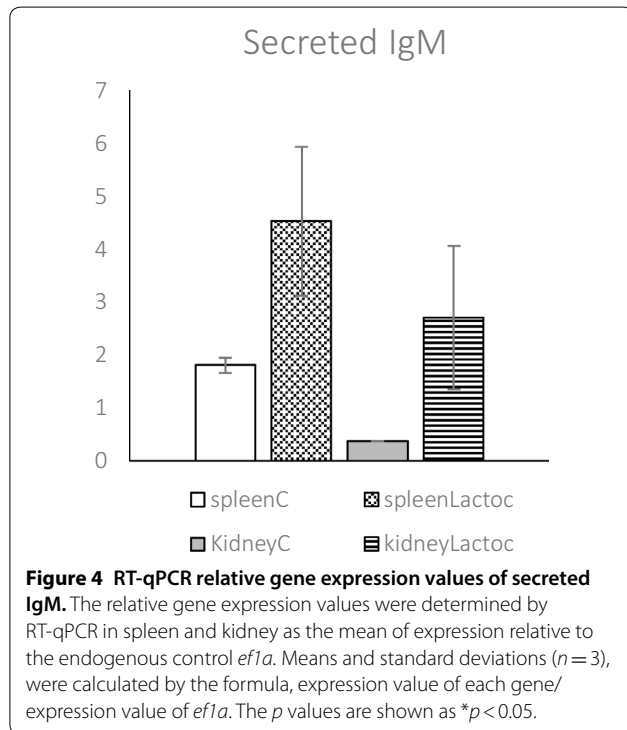 Secreted IgM
7
6
5
4
3
2
1
0
spleenC spleenLactoc
KidneyC kidneyLactoc
Figure 4 RT-qPCR relative gene expression values of secreted
IgM. The relative gene expression values were determined by
RT-qPCR in spleen and kidney as the mean of expression relative to
the endogenous control ef1a. Means and standard deviations (n = 3),
were calculated by the formula, expression value of each gene/
expression value of ef1a. The p values are shown as *p < 0.05.